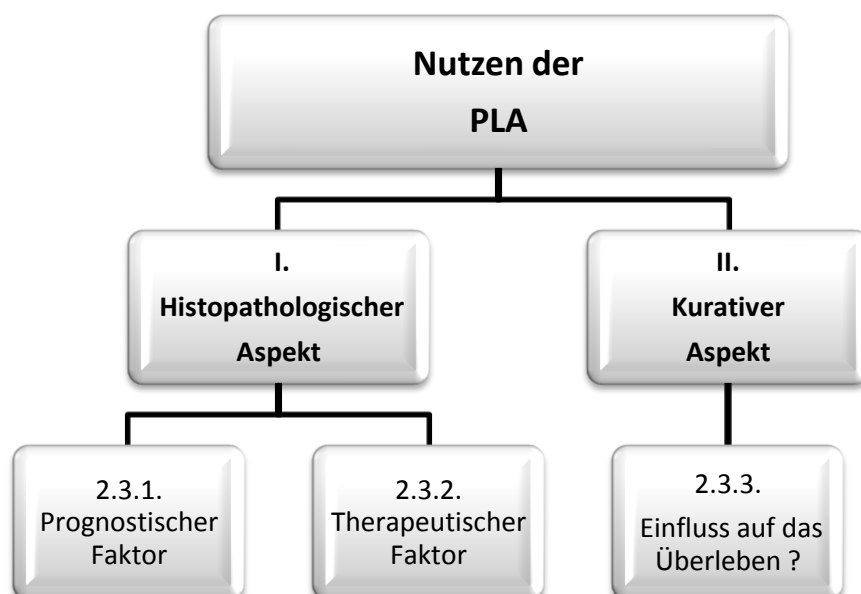 Nutzen der
PLA
I.
Histopathologischer
Aspekt
II.
Kurativer
Aspekt
2.3.1.
Prognostischer
Faktor
2.3.2.
Therapeutischer
Faktor
2.3.3.
Einfluss auf das
Überleben ?